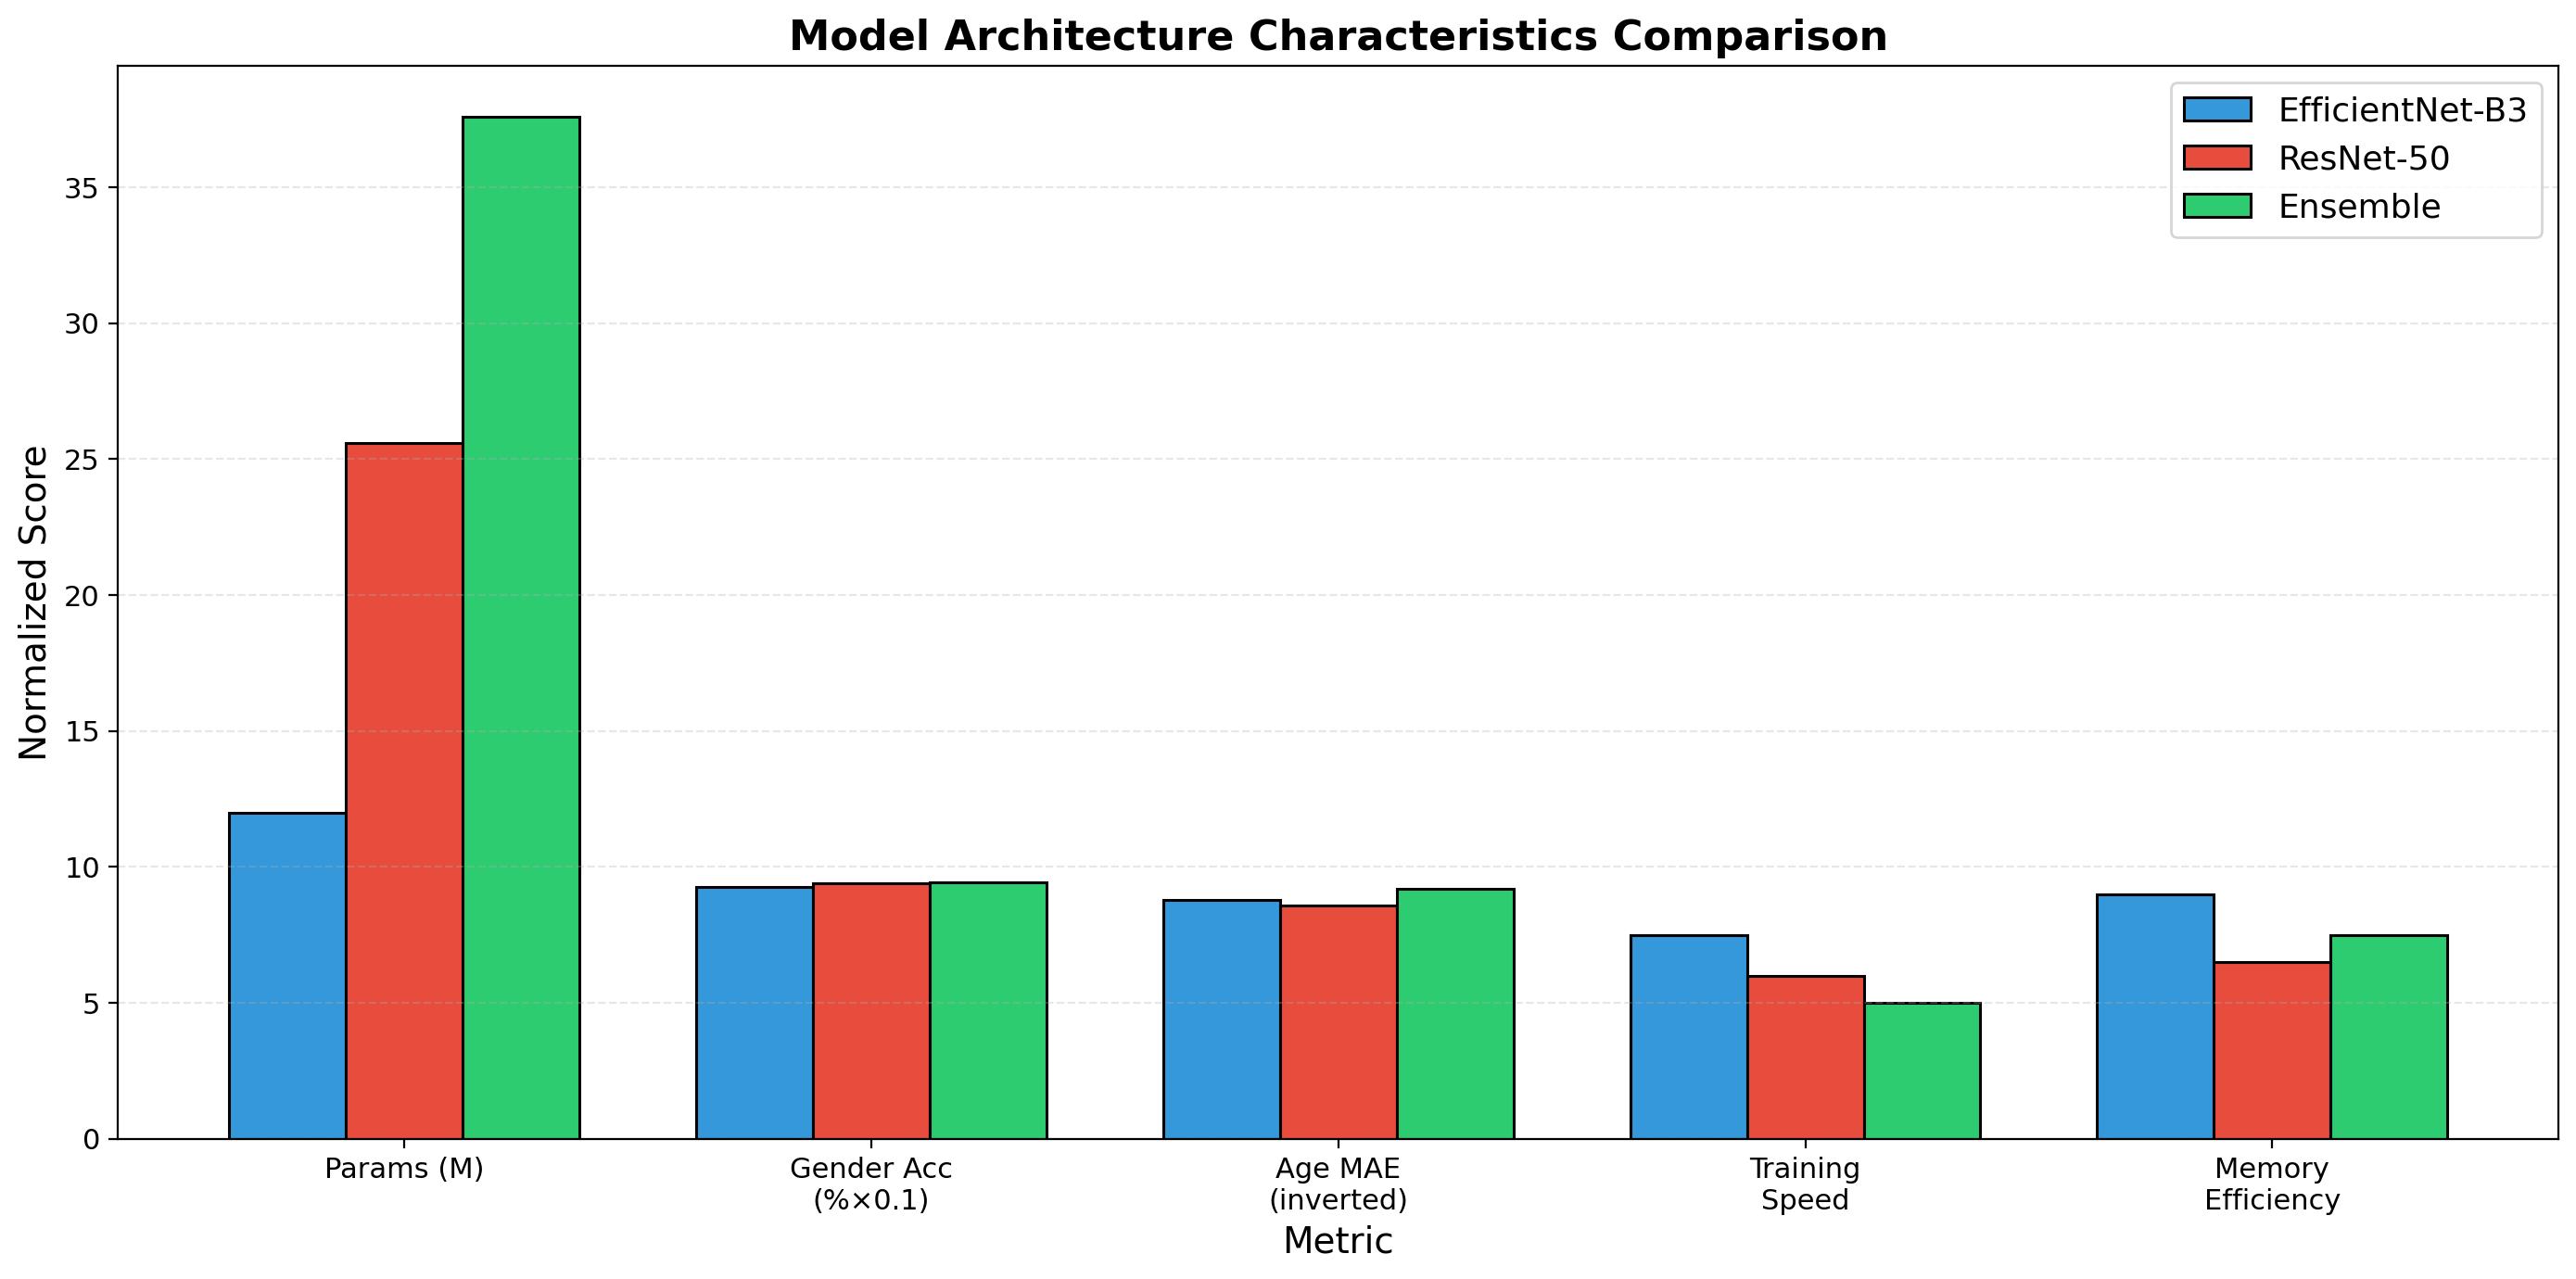 Model Architecture Characteristics Comparison
EfficientNet-B3
ResNet-50
Ensemble
Normalized Score
35
30
25
20
15
10
5
0
Params (M)
Gender Acc
(%×0.1)
Age MAE
(inverted)
Training
Speed
Memory
Efficiency
Metric